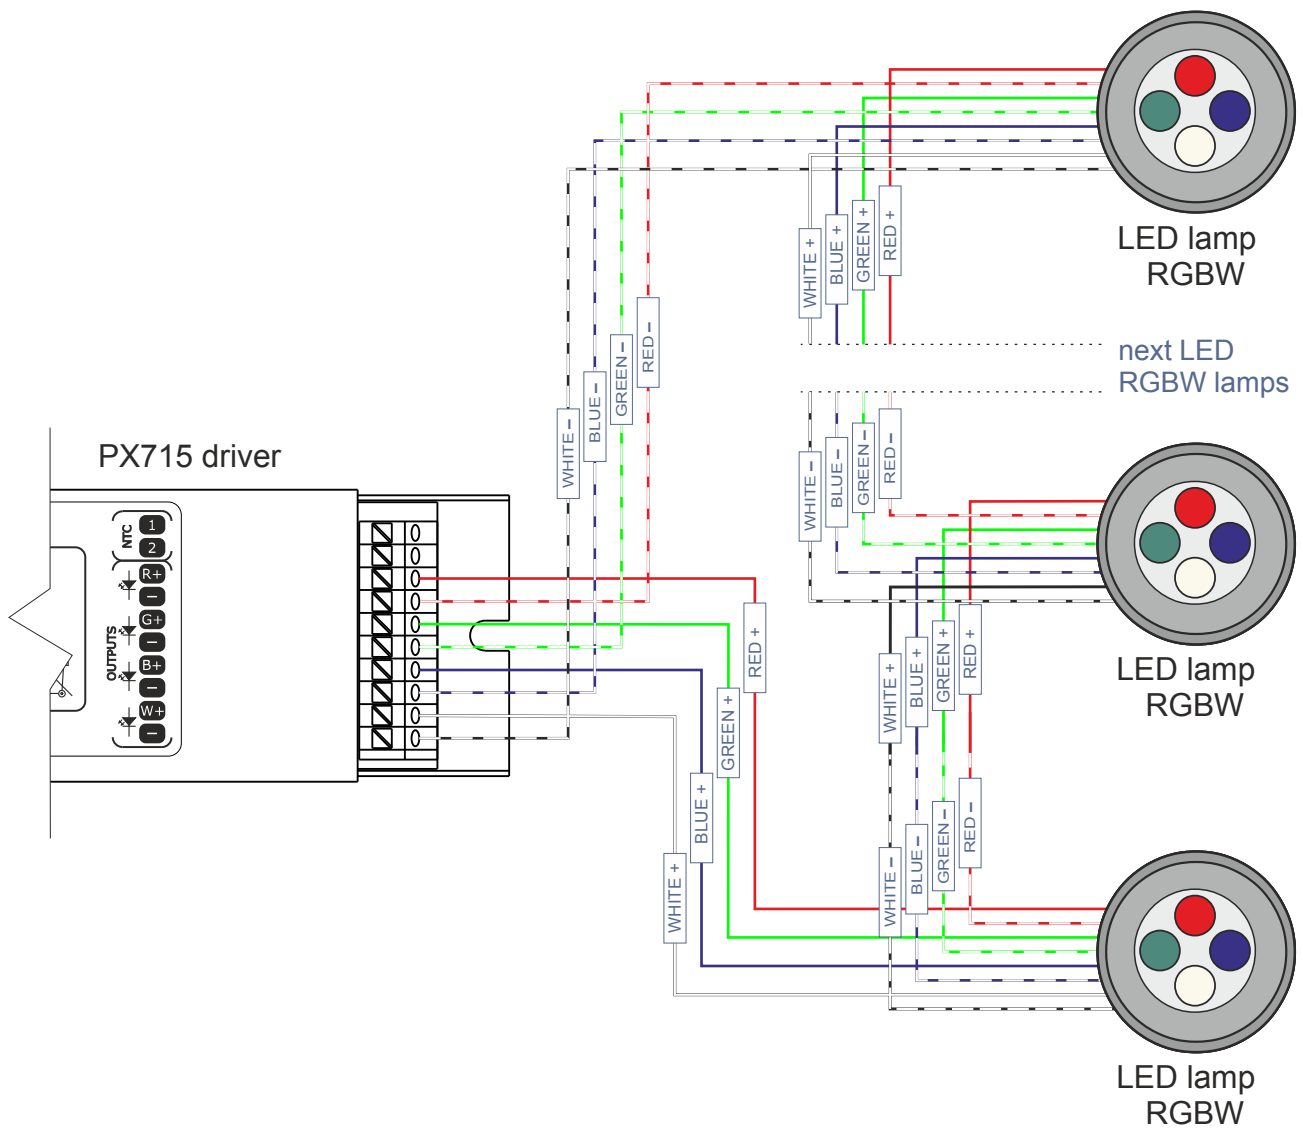 LED lamp
RGBW
WHITE +
BLUE +
GREEN +
RED +
next LED
RGBW lamps
WHITE –
BLUE –
GREEN –
RED –
PX715 driver
NTC
1
2
OUTPUTS
R+
–
G+
–
B+
–
W+
–
WHITE –
BLUE –
GREEN –
RED –
LED lamp
RGBW
WHITE +
BLUE +
GREEN +
RED +
RED +
GREEN +
BLUE +
WHITE +
WHITE –
BLUE –
GREEN –
RED –
LED lamp
RGBW